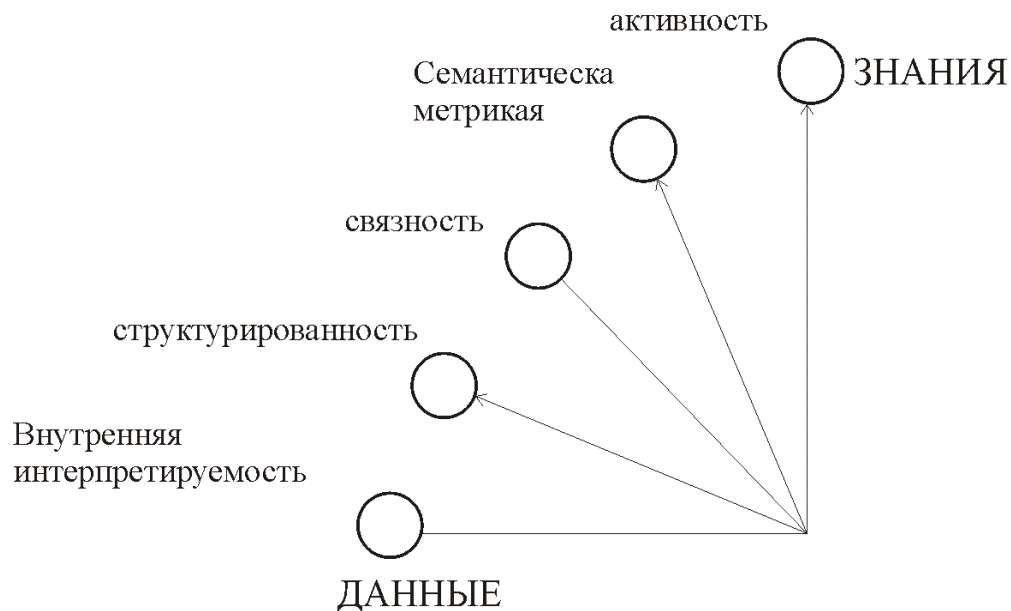 активность
ЗНАНИЯ
Семантическа
метрикая
связность
структурированность
Внутренняя
интерпретируемость
ДАННЫЕ